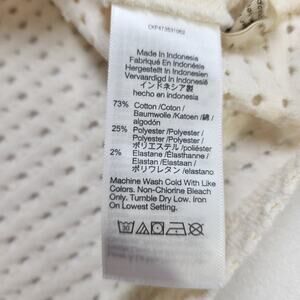 Made In Indonesia
Fabriqué En Indonésie
Hergestellt In Indonesien
Vervaardigd In Indonesië
インドネシア製
hecho en indonesia
73% Cotton /Coton /
Baumwolle /Katoen /綿 /
algodón
25% Polyester /Polyester /
Polyester /Polyester /
ポリエステル /poliéster
2% Elastane /Élasthanne /
Elastan /Elastaan /
ポリウレタン /elastano
Machine Wash Cold With Like
Colors. Non-Chlorine Bleach
Only. Tumble Dry Low. Iron
On Lowest Setting.